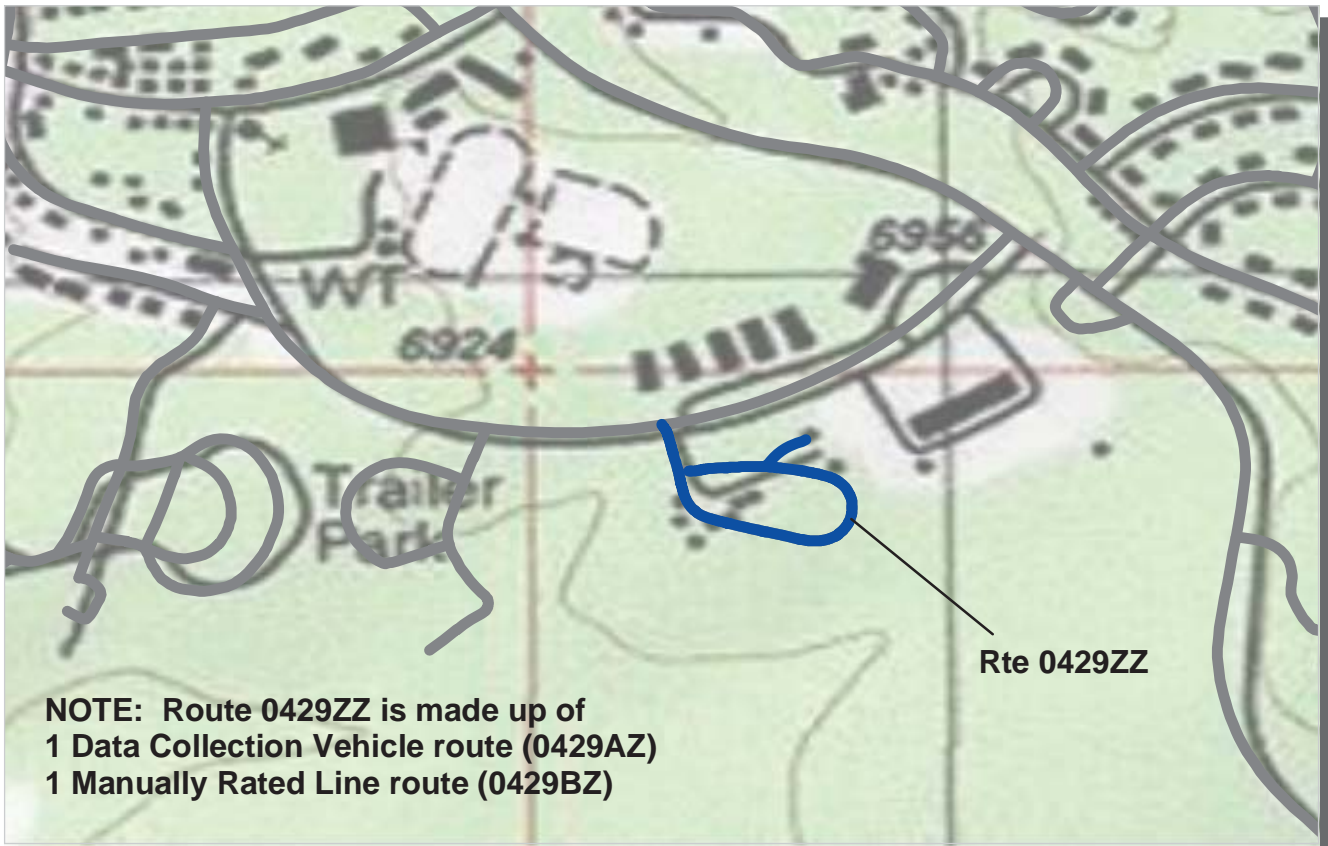 6956
WT
6924
Trailer
Park
Rte 0429ZZ
NOTE:  Route 0429ZZ is made up of
1 Data Collection Vehicle route (0429AZ)
1 Manually Rated Line route (0429BZ)